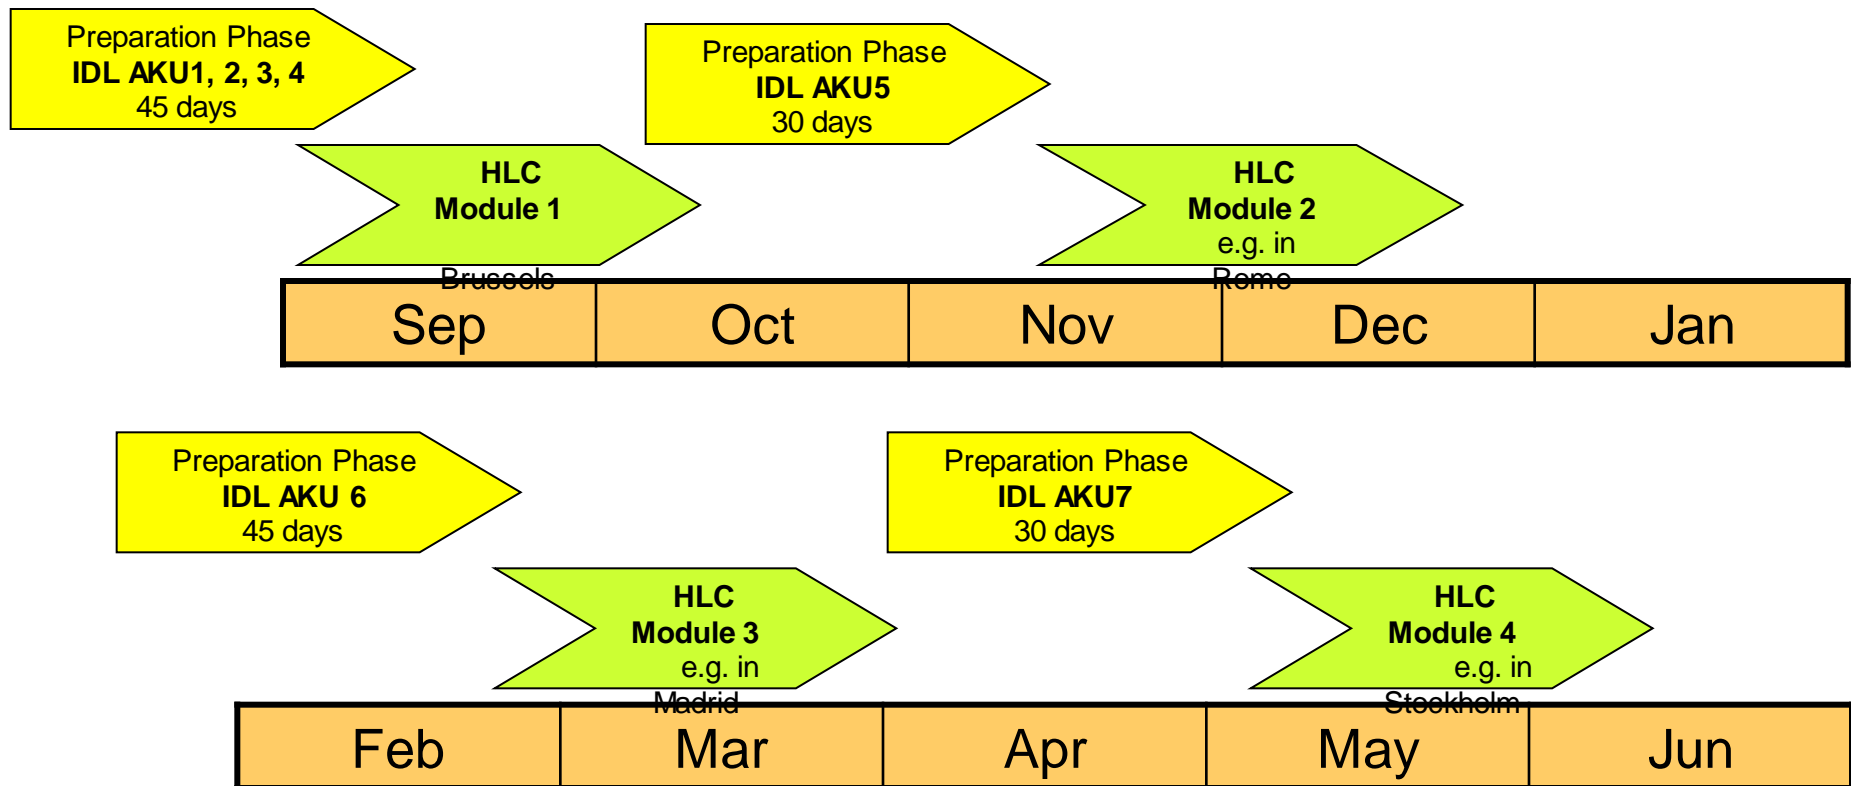 Preparation Phase
IDL AKU1, 2, 3, 4
45 days
Preparation Phase
IDL AKU5
30 days
HLC
Module 1
Brussels
HLC
Module 2
e.g. in
Rome
Sep
Oct
Nov
Dec
Jan
Preparation Phase
IDL AKU 6
45 days
Preparation Phase
IDL AKU7
30 days
HLC
Module 3
e.g. in
Madrid
HLC
Module 4
e.g. in
Stockholm
Feb
Mar
Apr
May
Jun